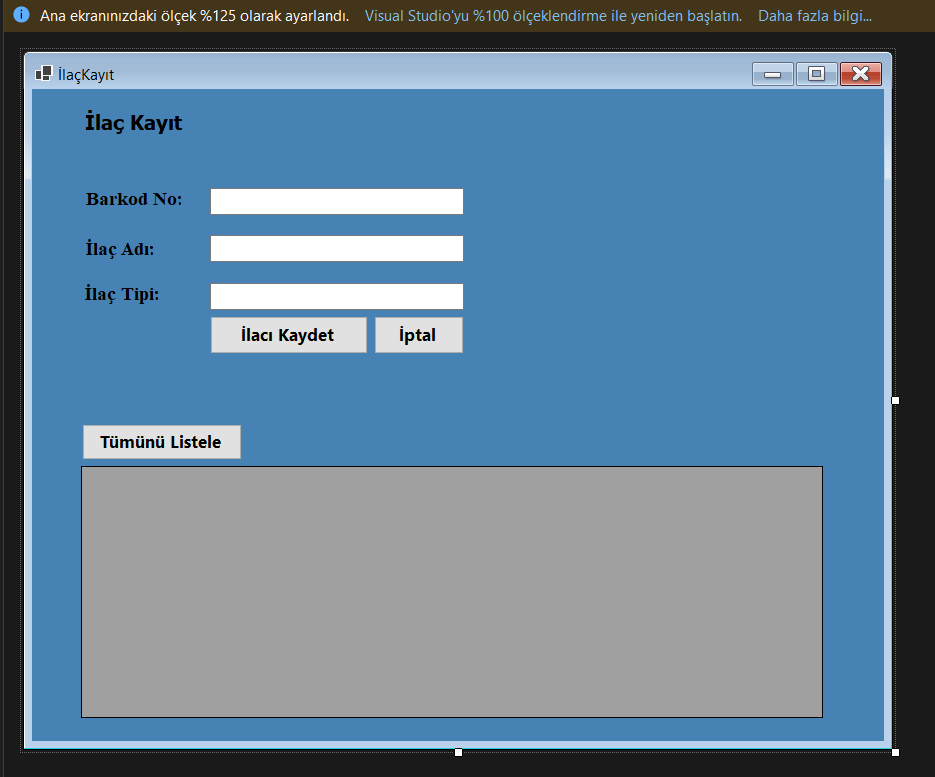 Ana ekranınızdaki ölçek %125 olarak ayarlandı. Visual Studio'yu %100 ölçeklendirme ile yeniden başlatın. Daha fazla bilgi...
İlaçKayıt
İlaç Kayıt
Barkod No:
İlaç Adı:
İlaç Tipi:
İlacı Kaydet İptal
Tümünü Listele